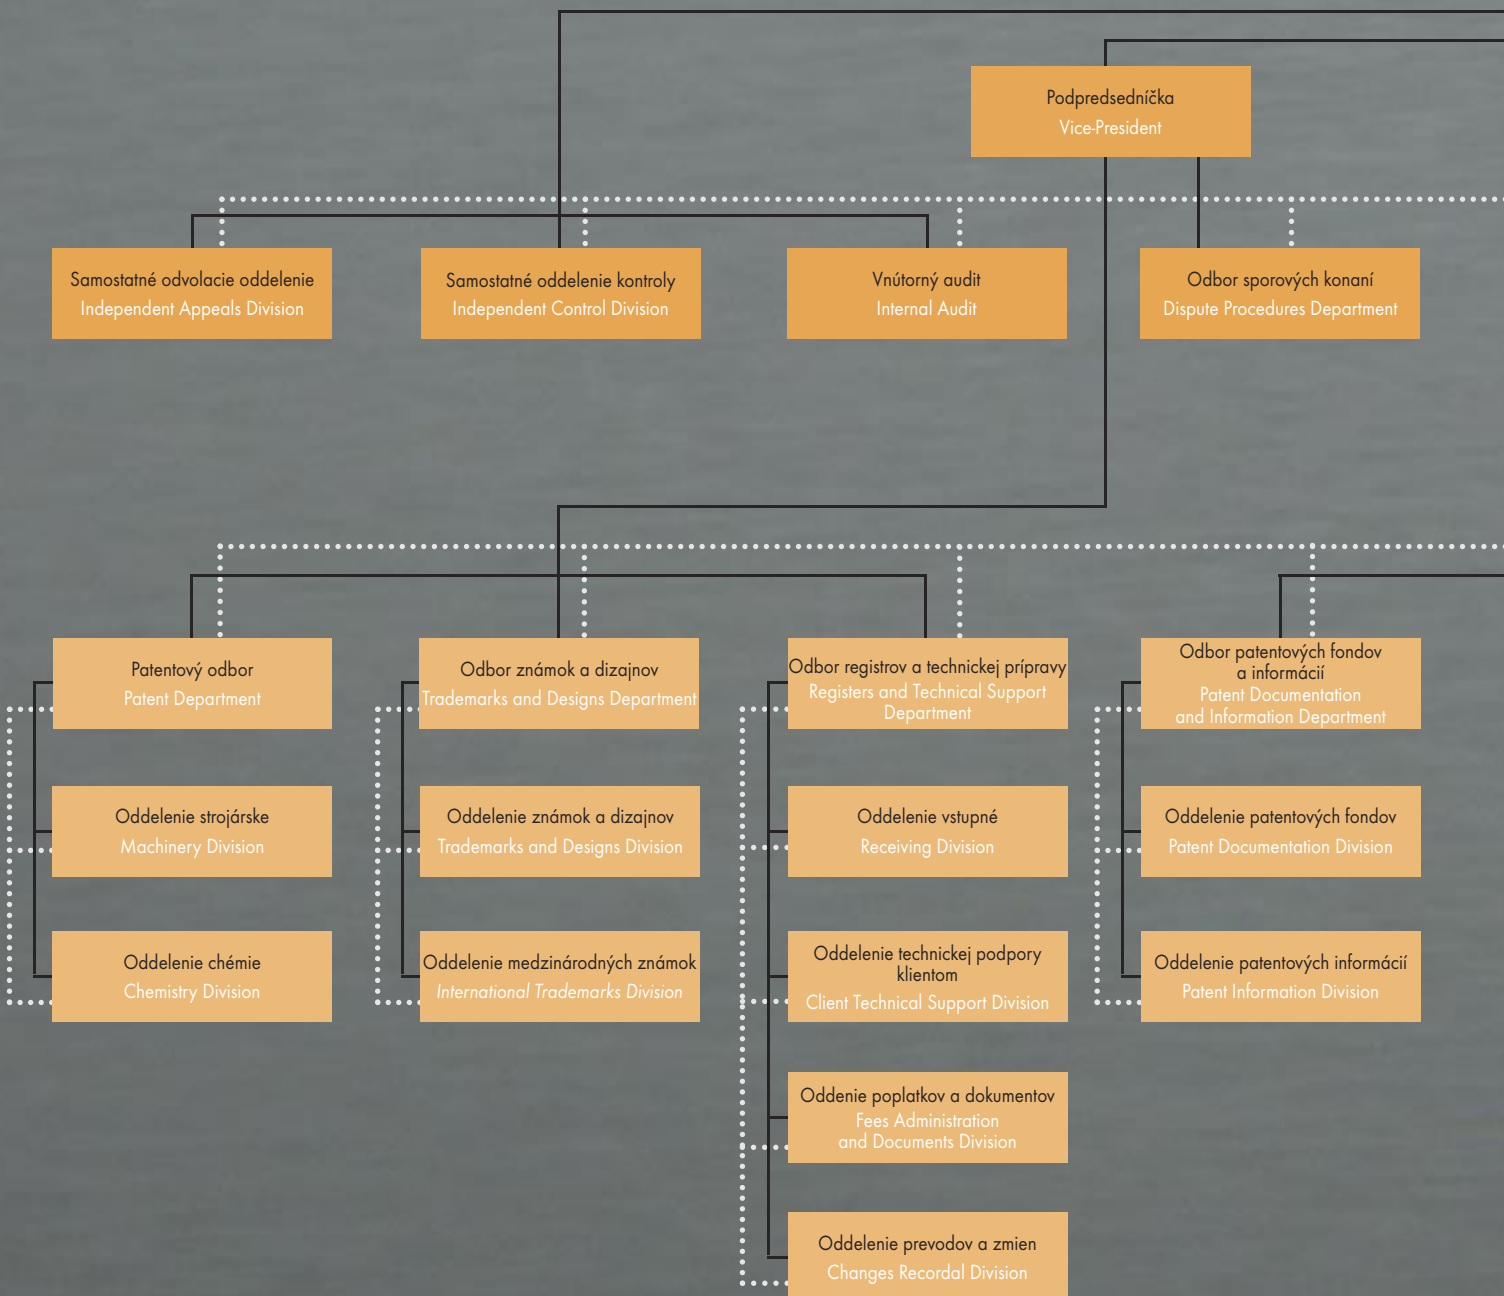 Podpredsedníčka
Vice-President
Samostatné odvolacie oddelenie
Independent Appeals Division
Samostatné oddelenie kontroly
Independent Control Division
Vnútorný audit
Internal Audit
Odbor sporových konaní
Dispute Procedures Department
Patentový odbor
Patent Department
Odbor známok a dizajnov
Trademarks and Designs Department
Odbor registrov a technickej prípravy
Registers and Technical Support
Department
Odbor patentových fondov
a informácií
Patent Documentation
and Information Department
Oddelenie strojárske
Machinery Division
Oddelenie známok a dizajnov
Trademarks and Designs Division
Oddelenie vstupné
Receiving Division
Oddelenie patentových fondov
Patent Documentation Division
Oddelenie chémie
Chemistry Division
Oddelenie medzinárodných známok
International Trademarks Division
Oddelenie technickej podpory
klientom
Client Technical Support Division
Oddelenie patentových informácií
Patent Information Division
Oddenie poplatkov a dokumentov
Fees Administration
and Documents Division
Oddelenie prevodov a zmien
Changes Recordal Division